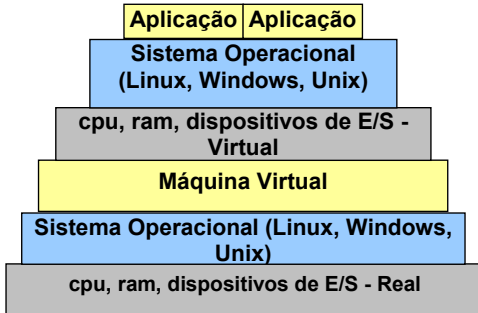 Aplicação Aplicação
Sistema Operacional
(Linux, Windows, Unix)
cpu, ram, dispositivos de E/S -
Virtual
Máquina Virtual
Sistema Operacional (Linux, Windows,
Unix)
cpu, ram, dispositivos de E/S - Real